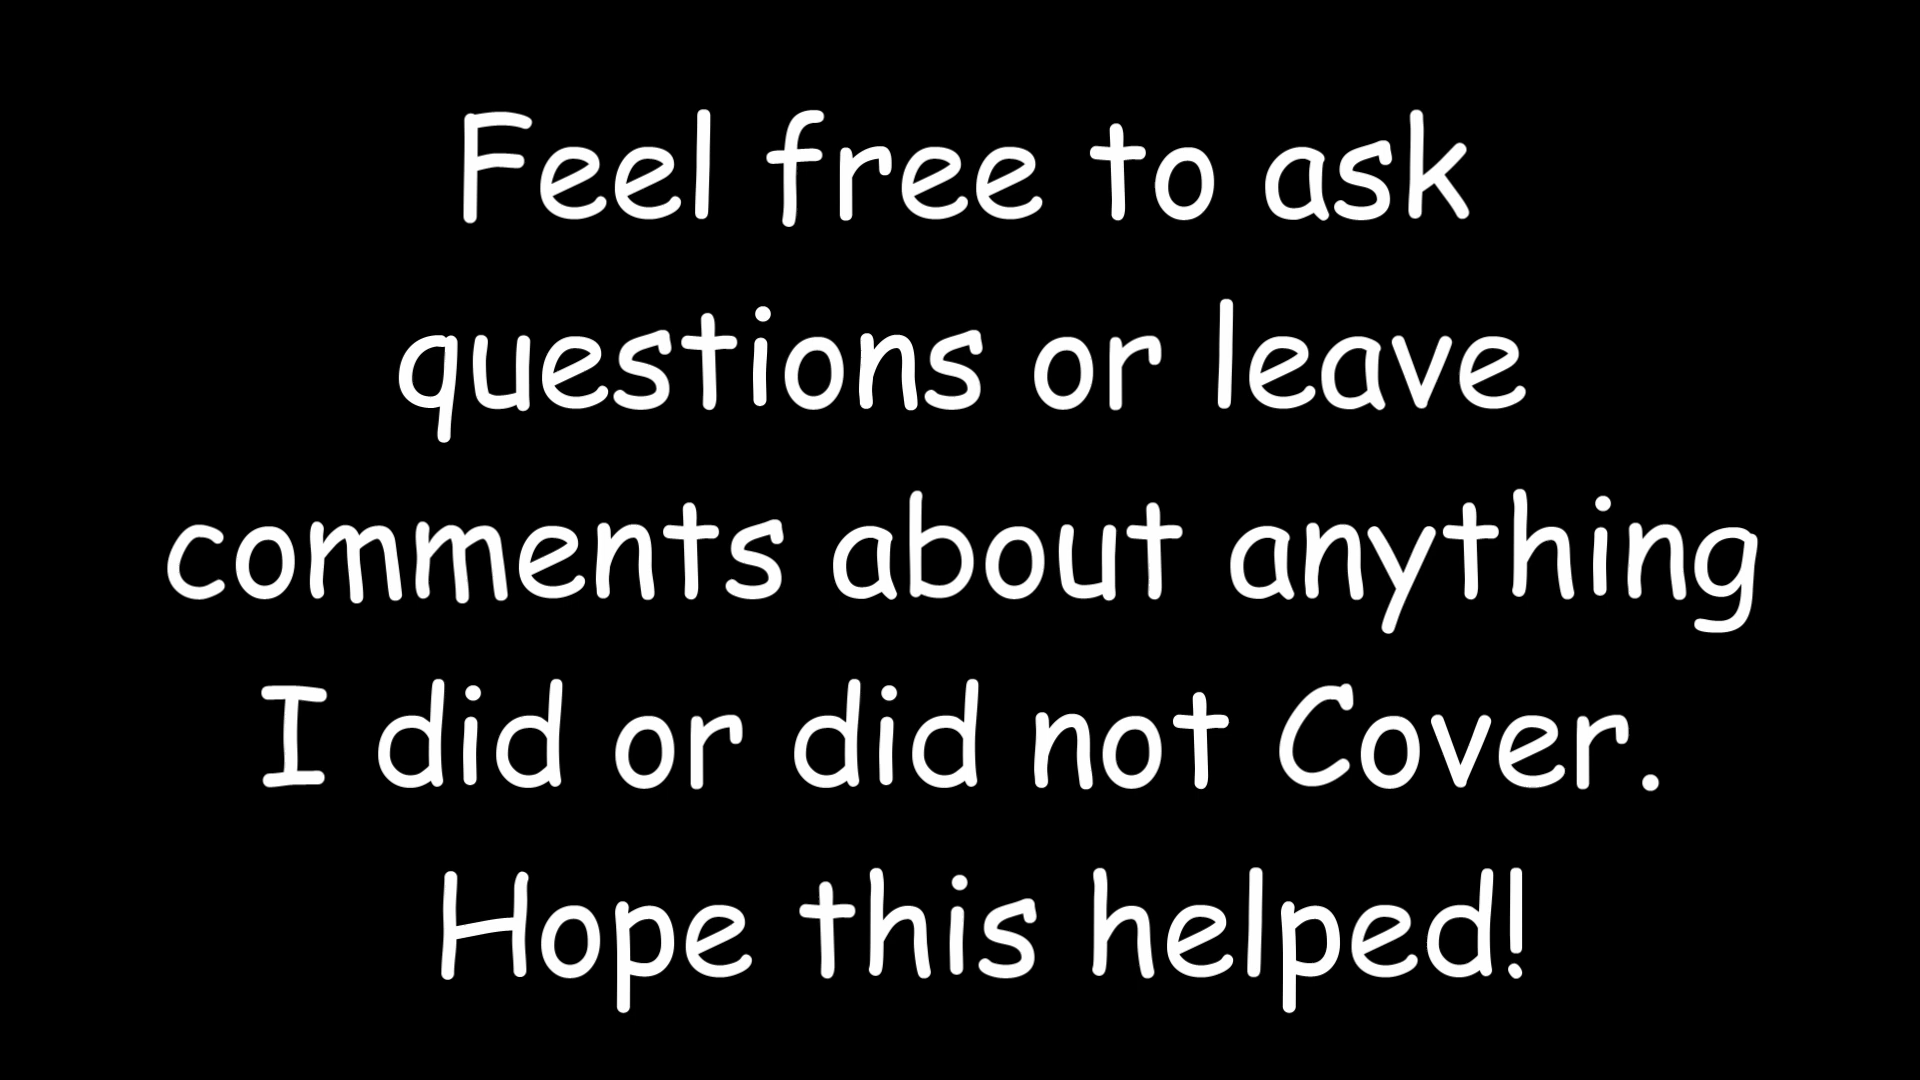 Feel free to ask
questions or leave
comments about anything
I did or did not Cover.
Hope this helped!